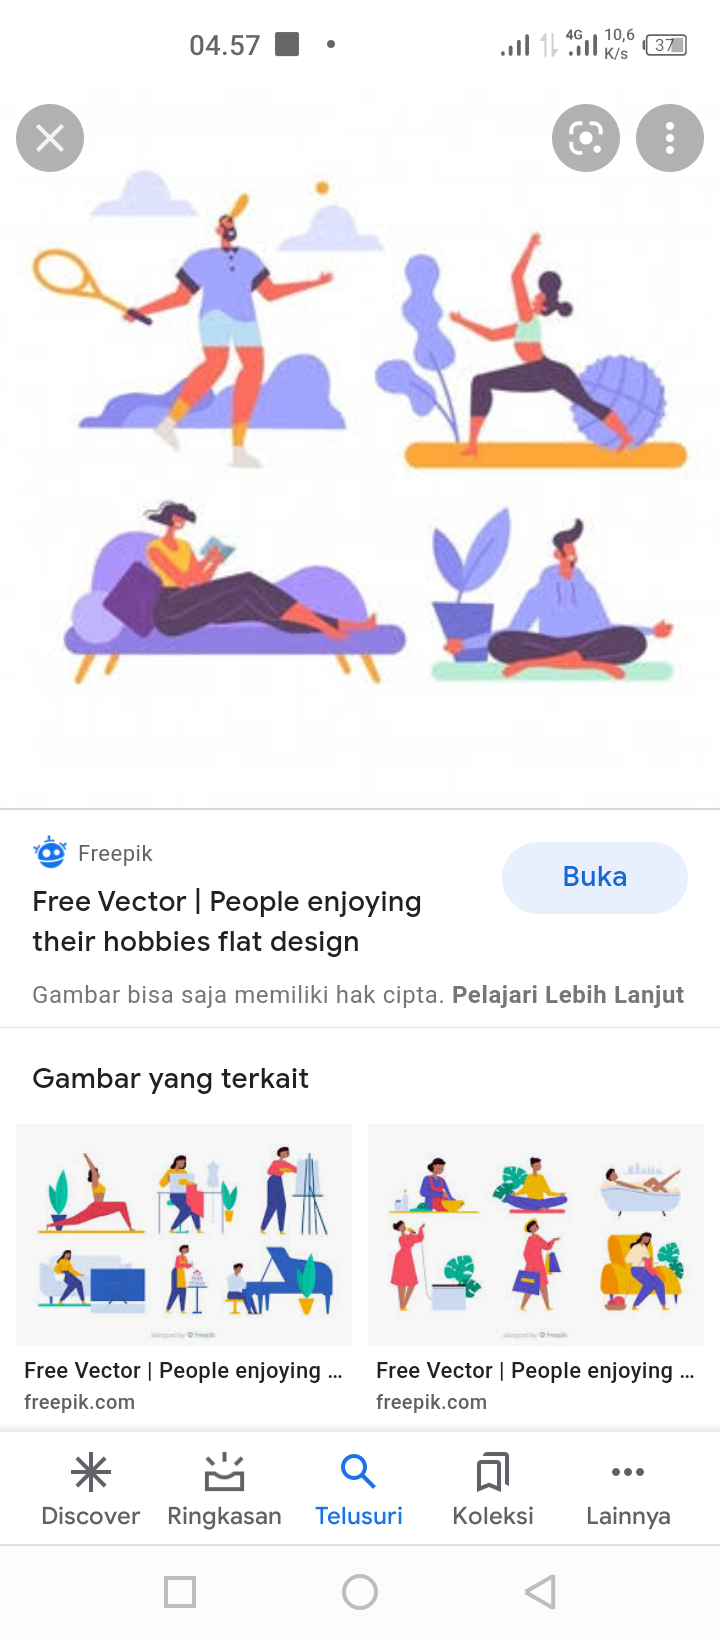 04.57
4G 10,6 K/s 37
Freepik
Buka
Free Vector | People enjoying
their hobbies flat design
Gambar bisa saja memiliki hak cipta. Pelajari Lebih Lanjut
Gambar yang terkait
Free Vector | People enjoying ...
freepik.com
Free Vector | People enjoying ...
freepik.com
Discover
Ringkasan
Telusuri
Koleksi
Lainnya